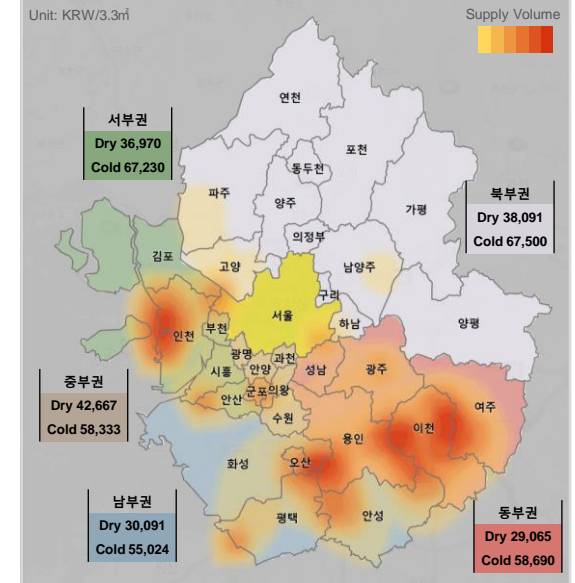 Unit: KRW/3.3㎡
Supply Volume
연천
서부권
Dry 36,970
Cold 67,230
포천
동두천
파주
양주
가평
북부권
Dry 38,091
Cold 67,500
의정부
김포
고양
남양주
구리
서울
인천
부천
하남
양평
광명
과천
시흥
안양
성남
광주
중부권
Dry 42,667
Cold 58,333
안산
군포
의왕
수원
여주
이천
용인
화성
오산
남부권
Dry 30,091
Cold 55,024
평택
안성
동부권
Dry 29,065
Cold 58,690